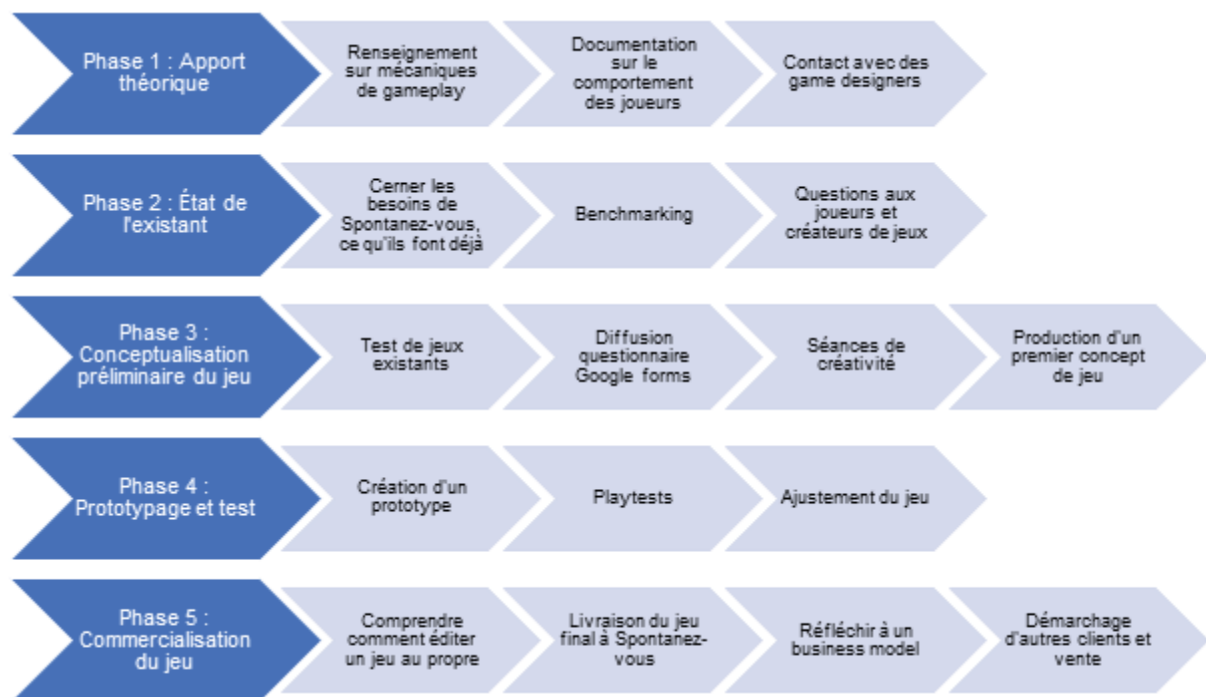 Phase 1 : Apport
théorique
Renseignement
sur mécaniques
de gameplay
Documentation
sur le
comportement
des joueurs
Contact avec des
game designers
Phase 2 : État de
l'existant
Cerner les
besoins de
Spontanez-vous,
ce qu'ils font déjà
Benchmarking
Questions aux
joueurs et
créateurs de jeux
Phase 3 :
Conceptualisation
préliminaire du jeu
Test de jeux
existants
Diffusion
questionnaire
Google forms
Séances de
créativité
Production d'un
premier concept
de jeu
Phase 4 :
Prototypage et test
Création d'un
prototype
Playtests
Ajustement du jeu
Phase 5 :
Commercialisation
du jeu
Comprendre
comment éditer
un jeu au propre
Livraison du jeu
final à Spontanez-
vous
Réfléchir à un
business model
Démarchage
d'autres clients et
vente